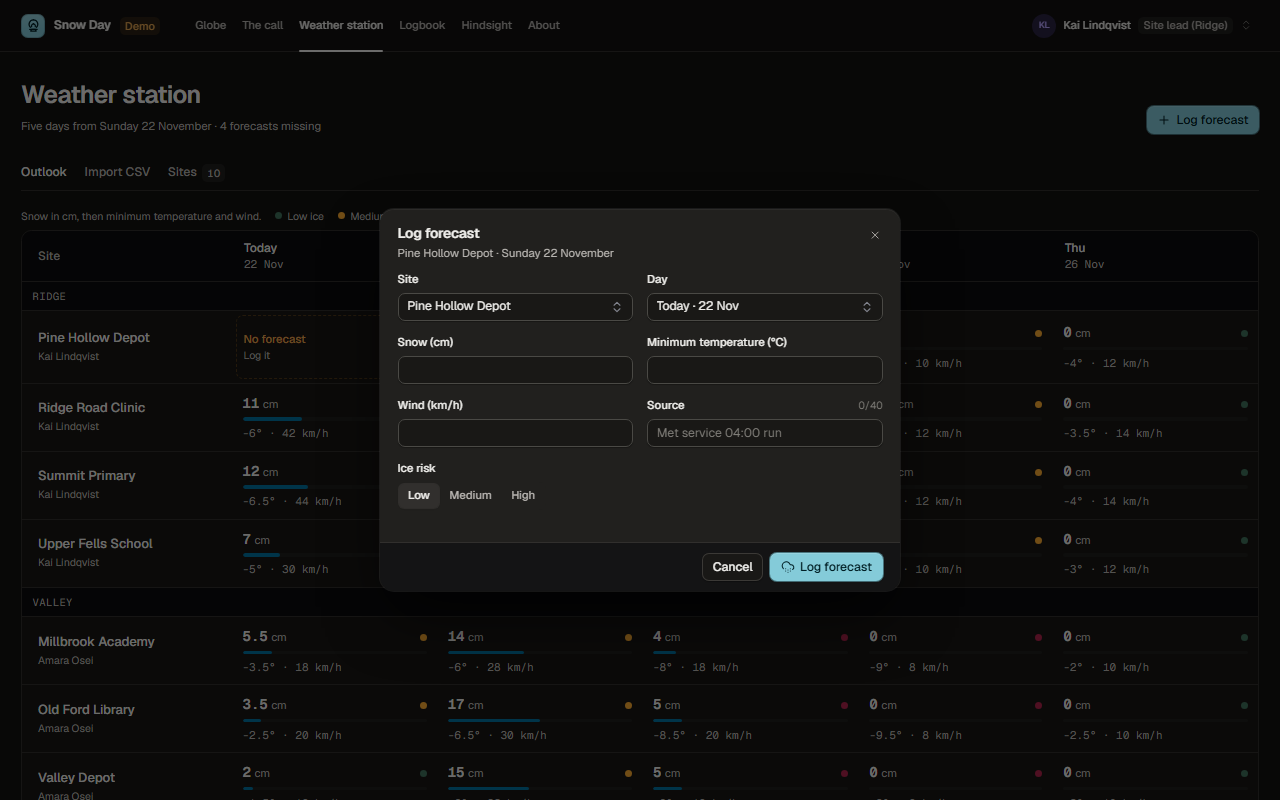 Snow Day Demo Globe The call Weather station Logbook Hindsight About KL Kai Lindqvist Site lead (Ridge)
Weather station
Five days from Sunday 22 November · 4 forecasts missing
+ Log forecast
Outlook Import CSV Sites 10
Snow in cm, then minimum temperature and wind. Low ice
Site Today Thu
22 Nov 26 Nov
RIDGE
Pine Hollow Depot No forecast 0 cm
Kai Lindqvist Log it · 10 km/h -4° · 12 km/h
Ridge Road Clinic 11 cm cm 0 cm
Kai Lindqvist -6° · 42 km/h · 12 km/h -3.5° · 14 km/h
Summit Primary 12 cm cm 0 cm
Kai Lindqvist -6.5° · 44 km/h · 12 km/h -4° · 14 km/h
Upper Fells School 7 cm 0 cm
Kai Lindqvist -5° · 30 km/h · 10 km/h -3° · 12 km/h
Log forecast
Pine Hollow Depot · Sunday 22 November
Site Day
Pine Hollow Depot Today · 22 Nov
Snow (cm) Minimum temperature (°C)
Wind (km/h) Source 0/40
Met service 04:00 run
Ice risk
Low Medium High
Cancel Log forecast
VALLEY
Millbrook Academy 5.5 cm 14 cm 4 cm 0 cm 0 cm
Amara Osei -3.5° · 18 km/h -6° · 28 km/h -8° · 18 km/h -9° · 8 km/h -2° · 10 km/h
Old Ford Library 3.5 cm 17 cm 5 cm 0 cm 0 cm
Amara Osei -2.5° · 20 km/h -6.5° · 30 km/h -8.5° · 20 km/h -9.5° · 8 km/h -2.5° · 10 km/h
Valley Depot 2 cm 15 cm 5 cm 0 cm 0 cm
Amara Osei